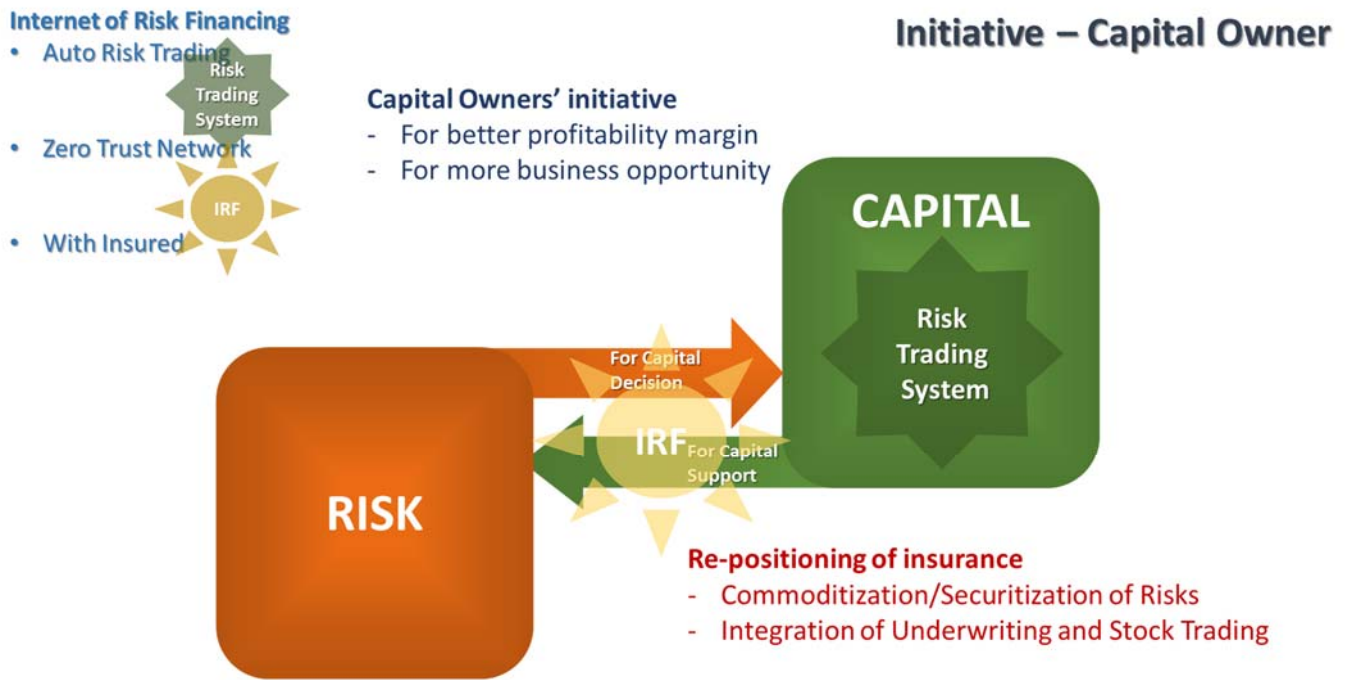 Internet of Risk Financing
• Auto Risk Trading
Risk
Trading
System
• Zero Trust Network
IRF
• With Insured
Initiative – Capital Owner
Capital Owners’ initiative
- For better profitability margin
- For more business opportunity
CAPITAL
Risk
Trading
System
For Capital
Decision
IRF
For Capital
Support
RISK
Re-positioning of insurance
- Commoditization/Securitization of Risks
- Integration of Underwriting and Stock Trading